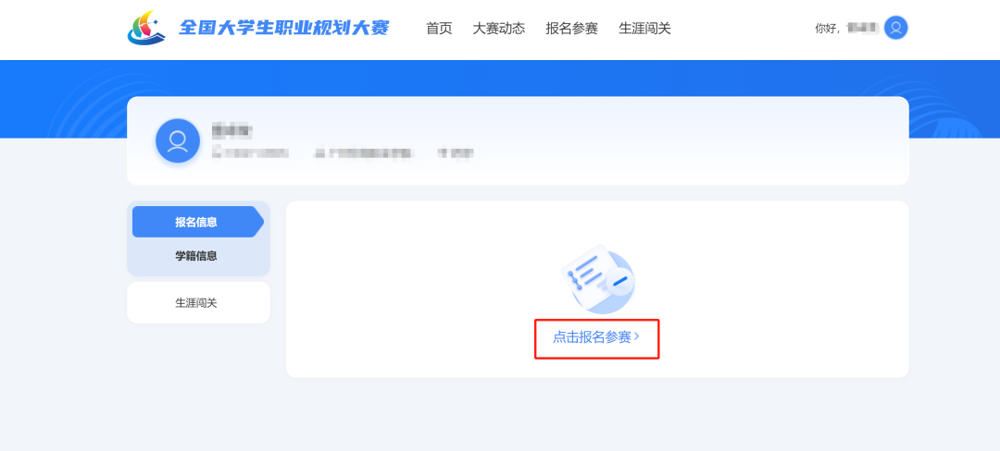 全国大学生职业规划大赛 首页 大赛动态 报名参赛 生涯闯关 你好,
报名信息
学籍信息
生涯闯关
点击报名参赛>